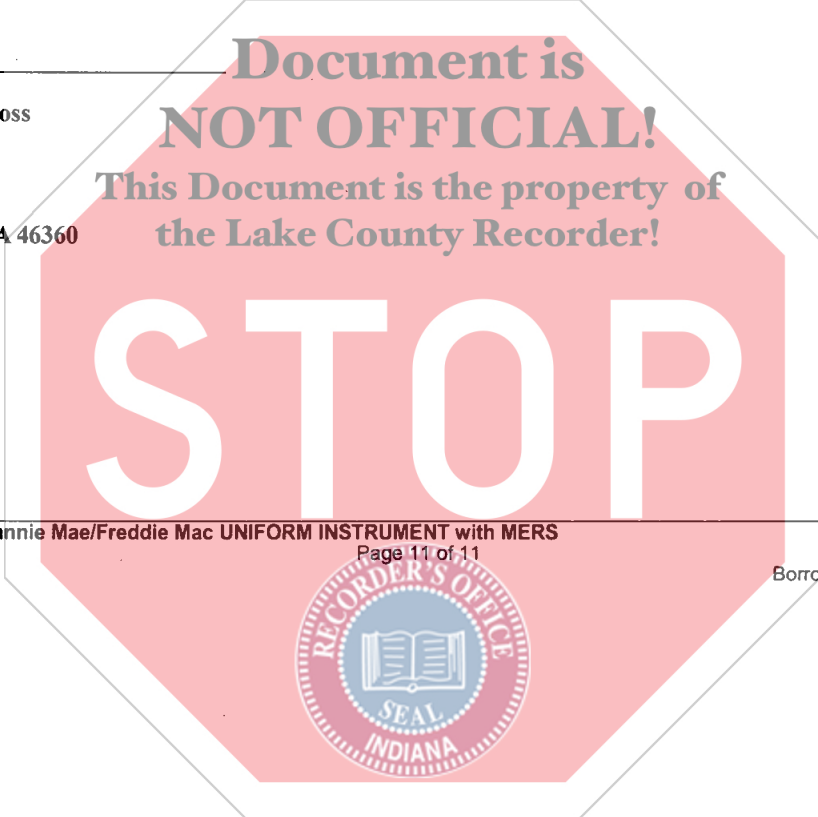 Document is
oss
NOT OFFICIAL!
This Document is the property of
46360
the Lake County Recorder!
STOP
nnie Mae/Freddie Mac UNIFORM INSTRUMENT with MERS
Page 11 of 11
Borro
RECORDER'S OFFICE
SEAL
INDIANA